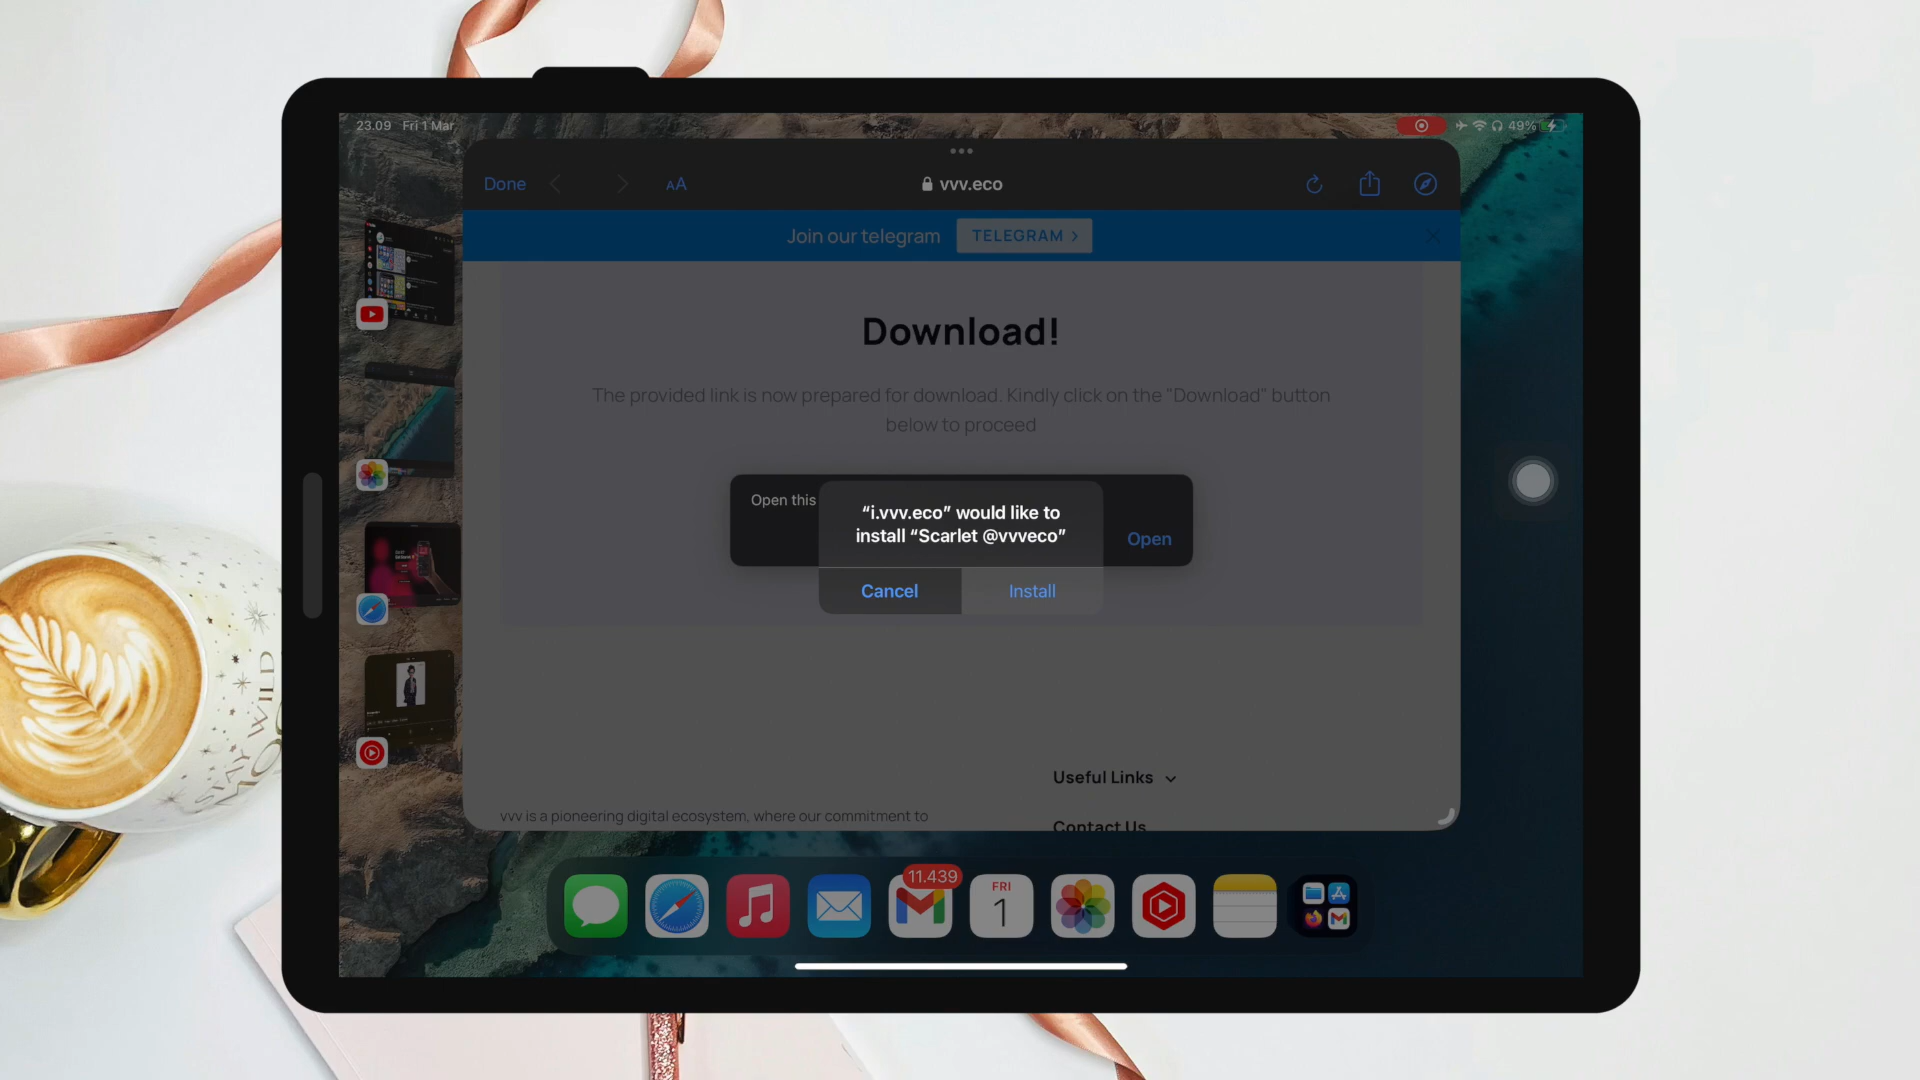 23.09 Fri 1 Mar
49%
Done
AA
vvv.eco
Join our telegram
TELEGRAM >
Download!
The provided link is now prepared for download. Kindly click on the "Download" button
below to proceed
Open this
“i.vvv.eco” would like to
install “Scarlet @vvveco”
Open
Cancel
Install
Useful Links
vvv is a pioneering digital ecosystem, where our commitment to
Contact Us
11.439
FRI
1
STAY WILD